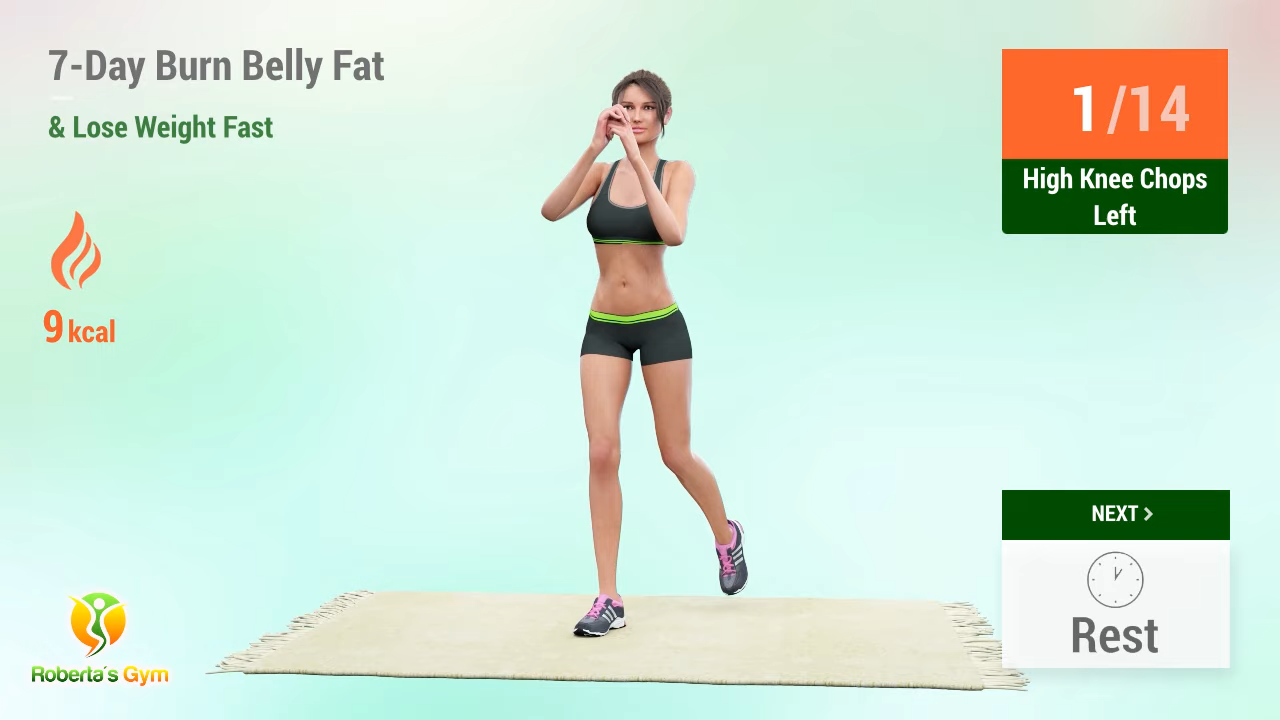 7-Day Burn Belly Fat
& Lose Weight Fast
9 kcal
1/14
High Knee Chops
Left
NEXT >
Rest
Roberta´s Gym